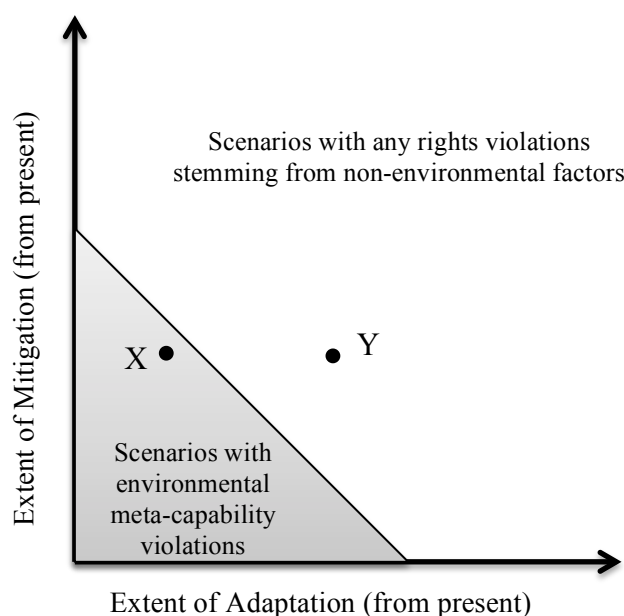 Extent of Mitigation (from present)
Scenarios with any rights violations
stemming from non-environmental factors
X
Y
Scenarios with
environmental
meta-capability
violations
Extent of Adaptation (from present)